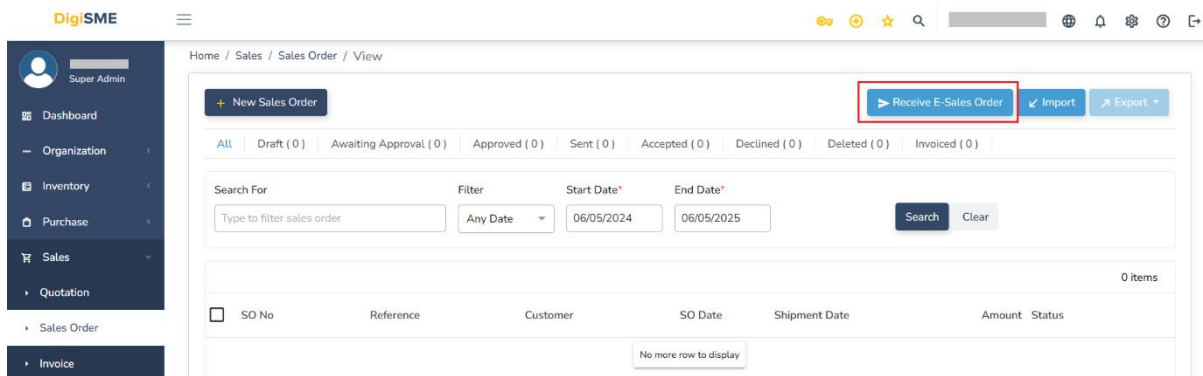 DigiSME
Super Admin
Dashboard
Organization
Inventory
Purchase
Sales
Quotation
Sales Order
Invoice
Home / Sales / Sales Order / View
+ New Sales Order
Receive E-Sales Order
Import
Export
All Draft ( 0 ) Awaiting Approval ( 0 ) Approved ( 0 ) Sent ( 0 ) Accepted ( 0 ) Declined ( 0 ) Deleted ( 0 ) Invoiced ( 0 )
Search For Filter Start Date* End Date*
Type to filter sales order Any Date 06/05/2024 06/05/2025 Search Clear
0 items
SO No Reference Customer SO Date Shipment Date Amount Status
No more row to display